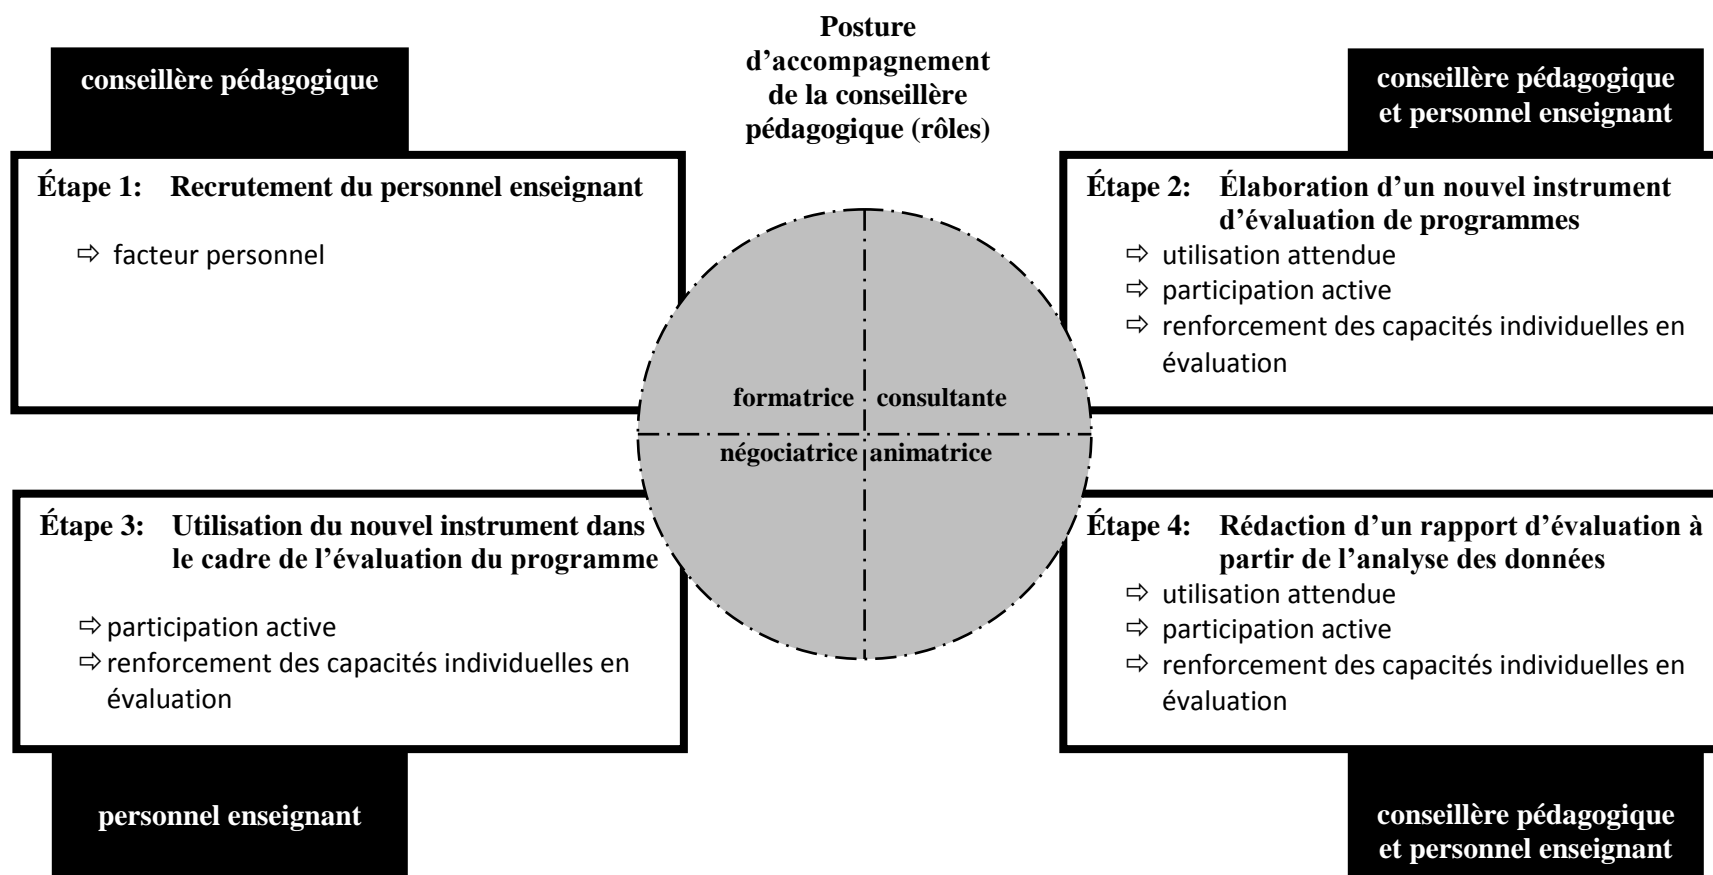 Posture
d’accompagnement
de la conseillère
pédagogique (rôles)
conseillère pédagogique
conseillère pédagogique
et personnel enseignant
Étape 1: Recrutement du personnel enseignant
⇨ facteur personnel
Étape 2: Élaboration d’un nouvel instrument
d’évaluation de programmes
⇨ utilisation attendue
⇨ participation active
⇨ renforcement des capacités individuelles en
évaluation
formatrice consultante
négociatrice animatrice
Étape 3: Utilisation du nouvel instrument dans
le cadre de l’évaluation du programme
⇨ participation active
⇨ renforcement des capacités individuelles en
évaluation
Étape 4: Rédaction d’un rapport d’évaluation à
partir de l’analyse des données
⇨ utilisation attendue
⇨ participation active
⇨ renforcement des capacités individuelles en
évaluation
personnel enseignant
conseillère pédagogique
et personnel enseignant